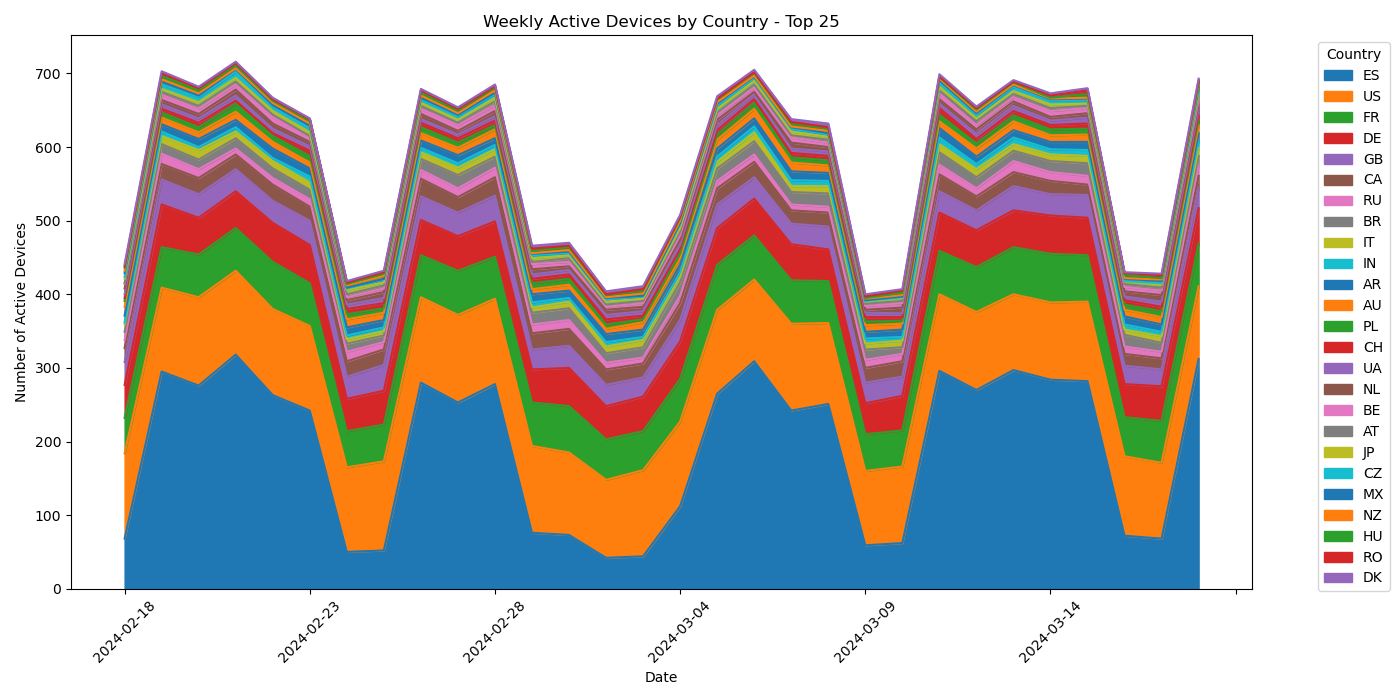 Weekly Active Devices by Country - Top 25
Number of Active Devices
700
600
500
400
300
200
100
0
2024-02-18
2024-02-23
2024-02-28
2024-03-04
2024-03-09
2024-03-14
Date
Country
ES
US
FR
DE
GB
CA
RU
BR
IT
IN
AR
AU
PL
CH
UA
NL
BE
AT
JP
CZ
MX
NZ
HU
RO
DK